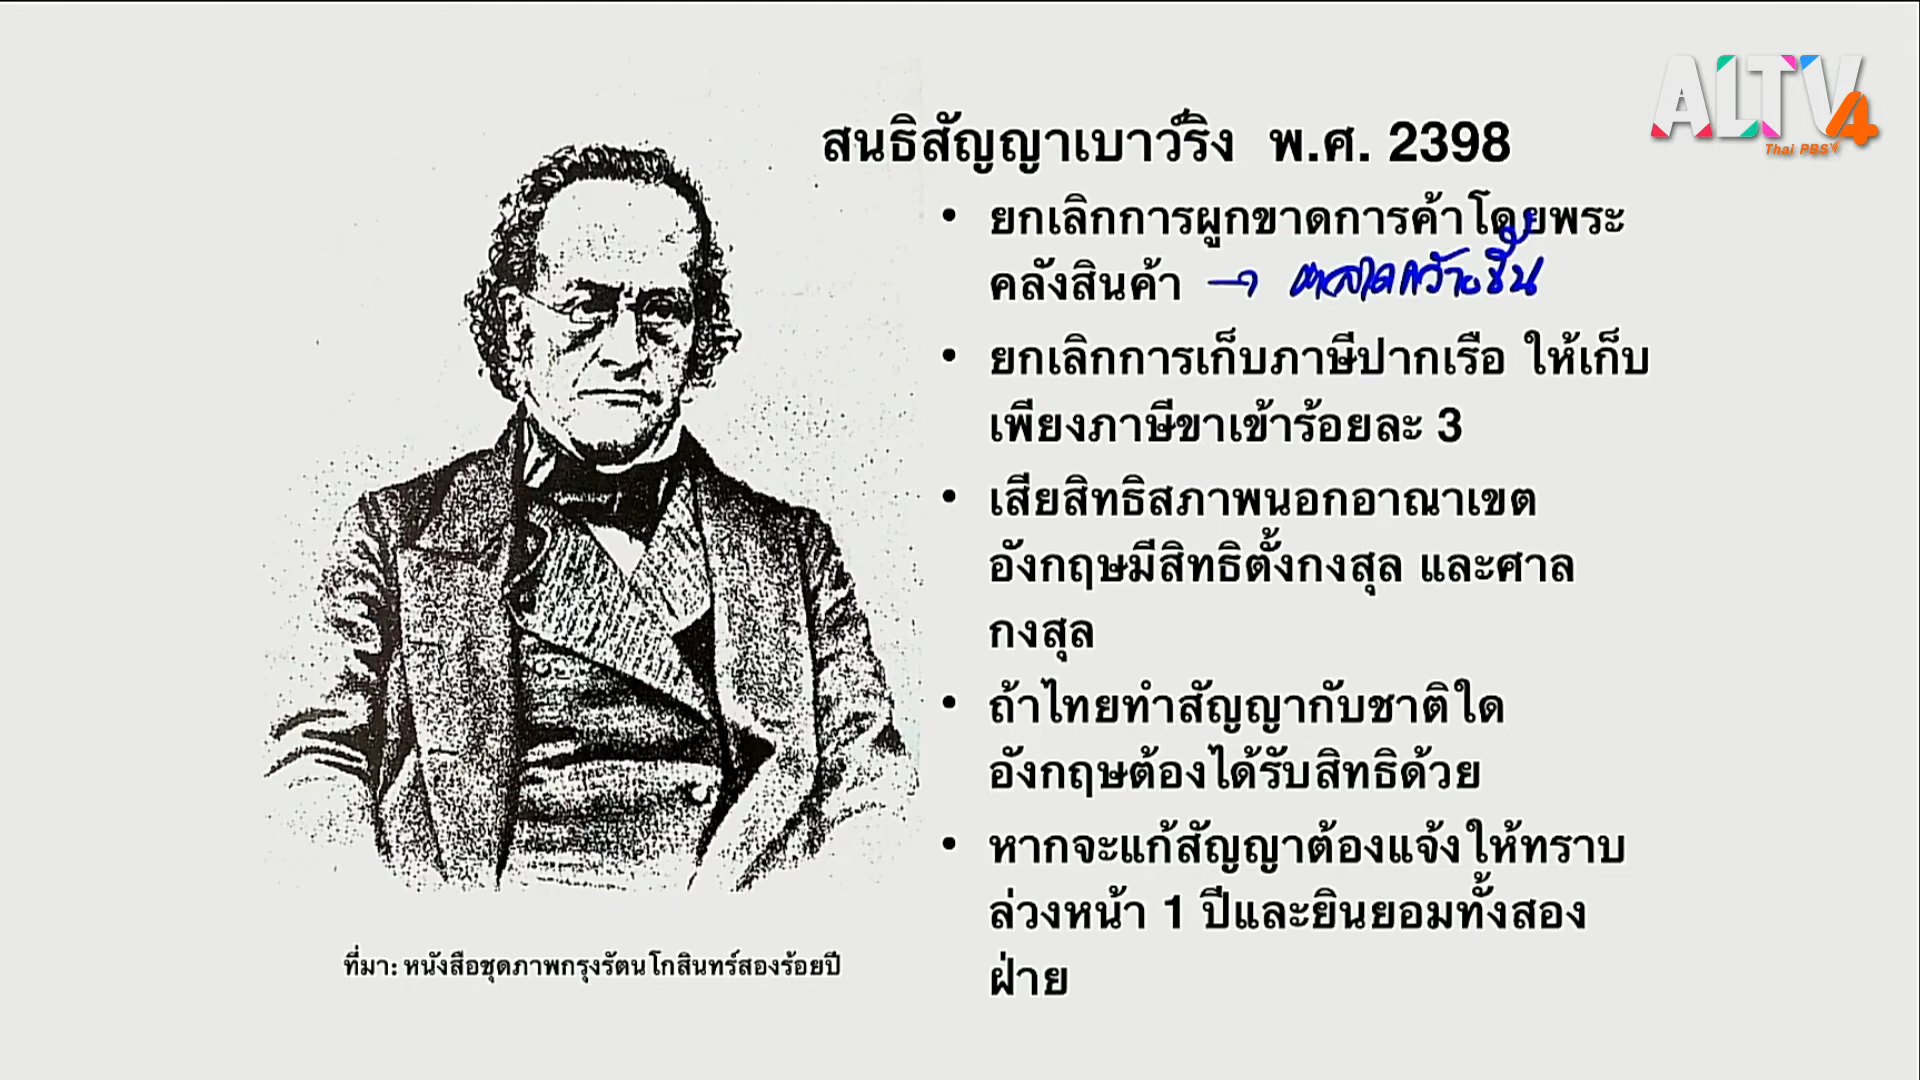 ALTV4
Thai PBS
สนธิสัญญาเบาว์ริง พ.ศ. 2398
• ยกเลิกการผูกขาดการค้าโดยพระ
คลังสินค้า → ตลาดกว้างขึ้น
• ยกเลิกการเก็บภาษีปากเรือ ให้เก็บ
เพียงภาษีขาเข้าร้อยละ 3
• เสียสิทธิสภาพนอกอาณาเขต
อังกฤษมีสิทธิตั้งกงสุล และศาล
กงสุล
• ถ้าไทยทำสัญญากับชาติใด
อังกฤษต้องได้รับสิทธิด้วย
• หากจะแก้สัญญาต้องแจ้งให้ทราบ
ล่วงหน้า 1 ปีและยินยอมทั้งสอง
ฝ่าย
ที่มา: หนังสือชุดภาพกรุงรัตนโกสินทร์สองร้อยปี